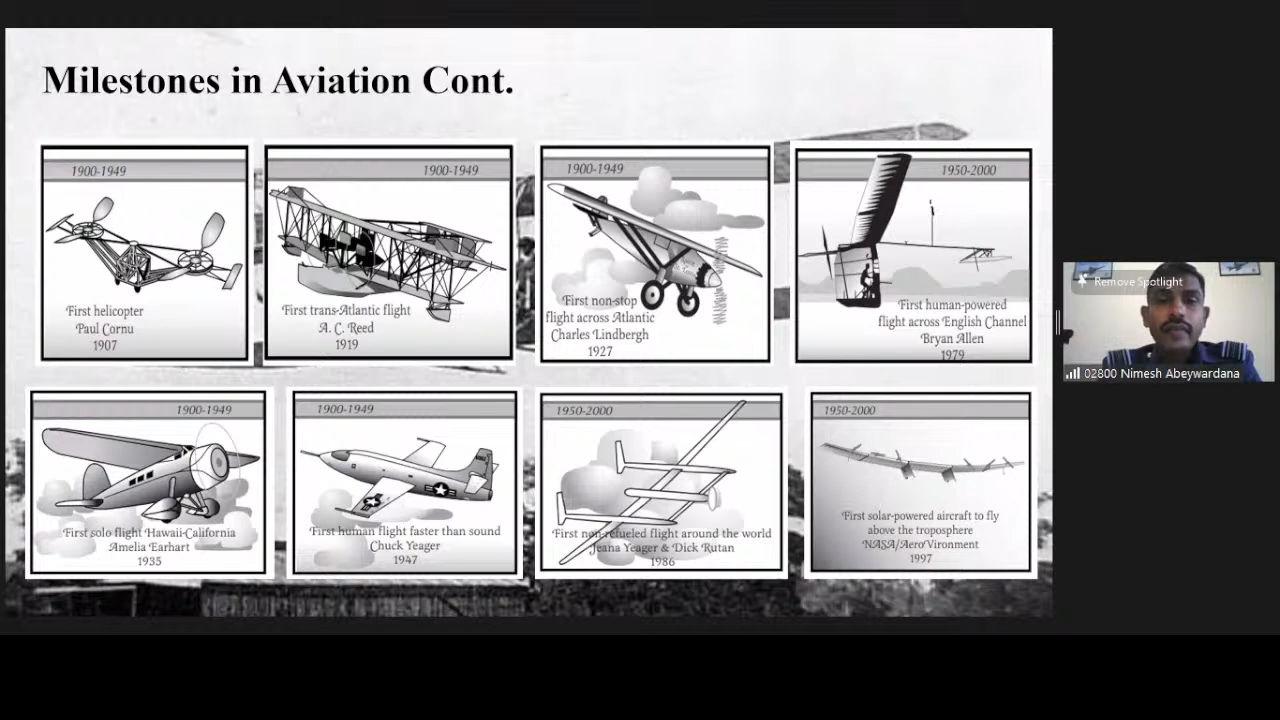 Milestones in Aviation Cont.
1900-1949
First helicopter
Paul Cornu
1907
1900-1949
First trans-Atlantic flight
A. C. Reed
1919
1900-1949
First non-stop
flight across Atlantic
Charles Lindbergh
1927
1950-2000
First human-powered
flight across English Channel
Bryan Allen
1979
1900-1949
First solo flight Hawaii-California
Amelia Earhart
1935
1900-1949
First human flight faster than sound
Chuck Yeager
1947
1950-2000
First non-refueled flight around the world
Jeana Yeager & Dick Rutan
1986
1950-2000
First solar-powered aircraft to fly
above the troposphere
NASA/AeroVironment
1997
Remove Spotlight
02800 Nimesh Abeywardana